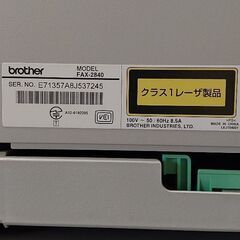 brother
MODEL
FAX-2840
SER. NO. E71357A8J537245
クラス1レーザ製品
100V ~ 50/60Hz 8.5A
BROTHER INDUSTRIES, LTD.
MADE IN CHINA